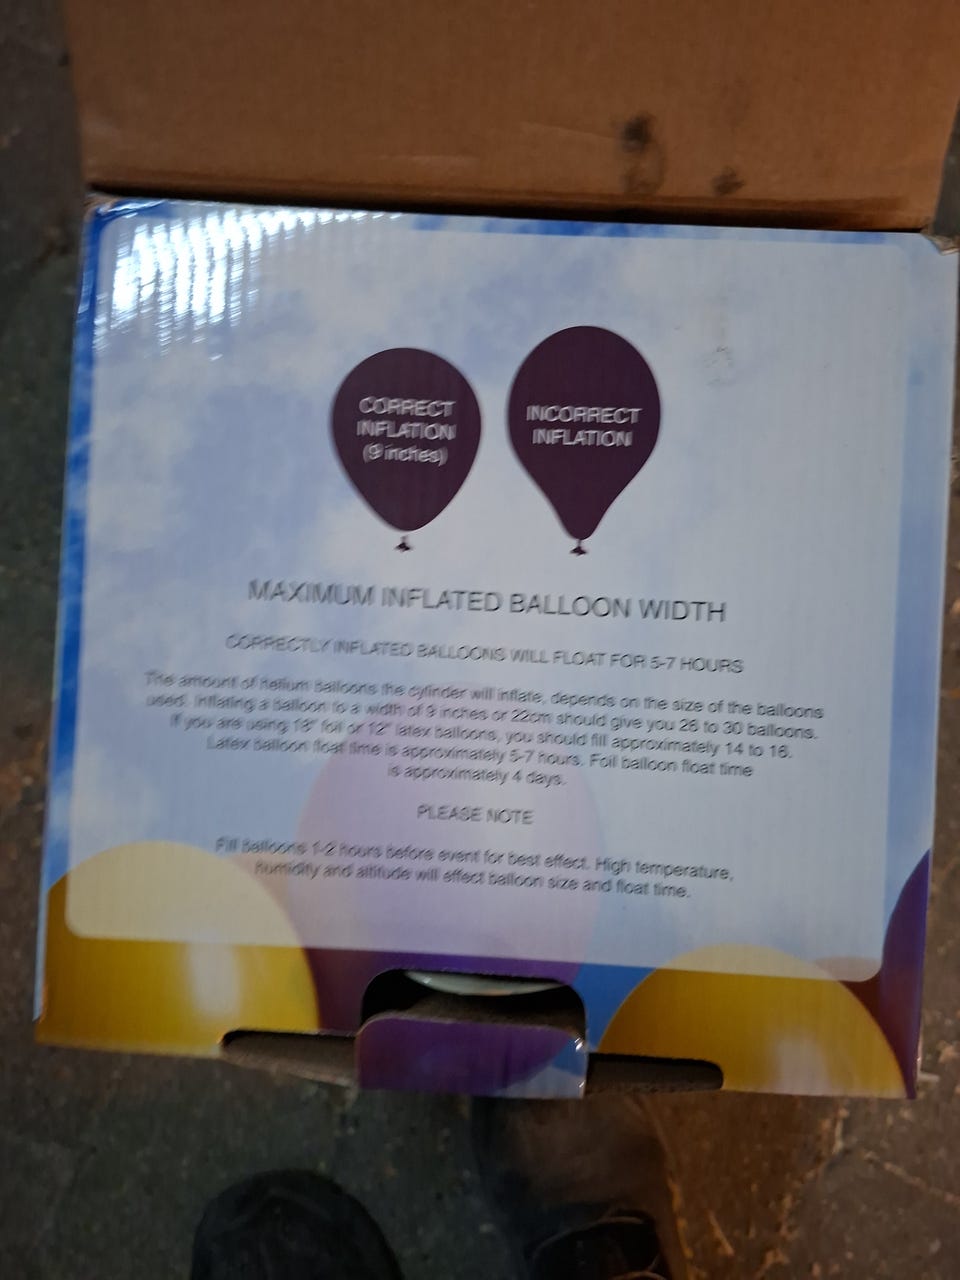 CORRECT
INFLATION
(9 inches)
INCORRECT
INFLATION
MAXIMUM INFLATED BALLOON WIDTH
CORRECTLY INFLATED BALLOONS WILL FLOAT FOR 5-7 HOURS
The amount of helium balloons the cylinder will inflate, depends on the size of the balloons
used. Inflating a balloon to a width of 9 inches or 22cm should give you 26 to 30 balloons.
If you are using 18" foil or 12" latex balloons, you should fill approximately 14 to 16.
Latex balloon float time is approximately 5-7 hours. Foil balloon float time
is approximately 4 days.
PLEASE NOTE
Fill balloons 1-2 hours before event for best effect. High temperature,
humidity and altitude will effect balloon size and float time.